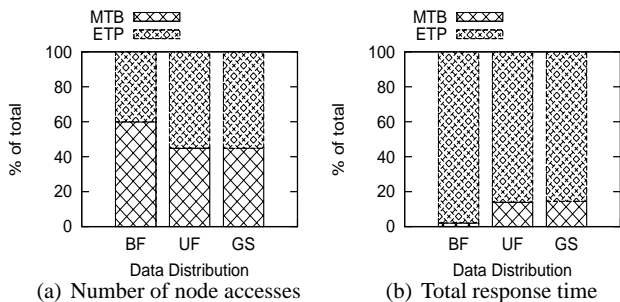 MTB
ETP
100
80
60
40
20
0
% of total
BF UF GS
Data Distribution
(a) Number of node accesses
MTB
ETP
100
80
60
40
20
0
% of total
BF UF GS
Data Distribution
(b) Total response time